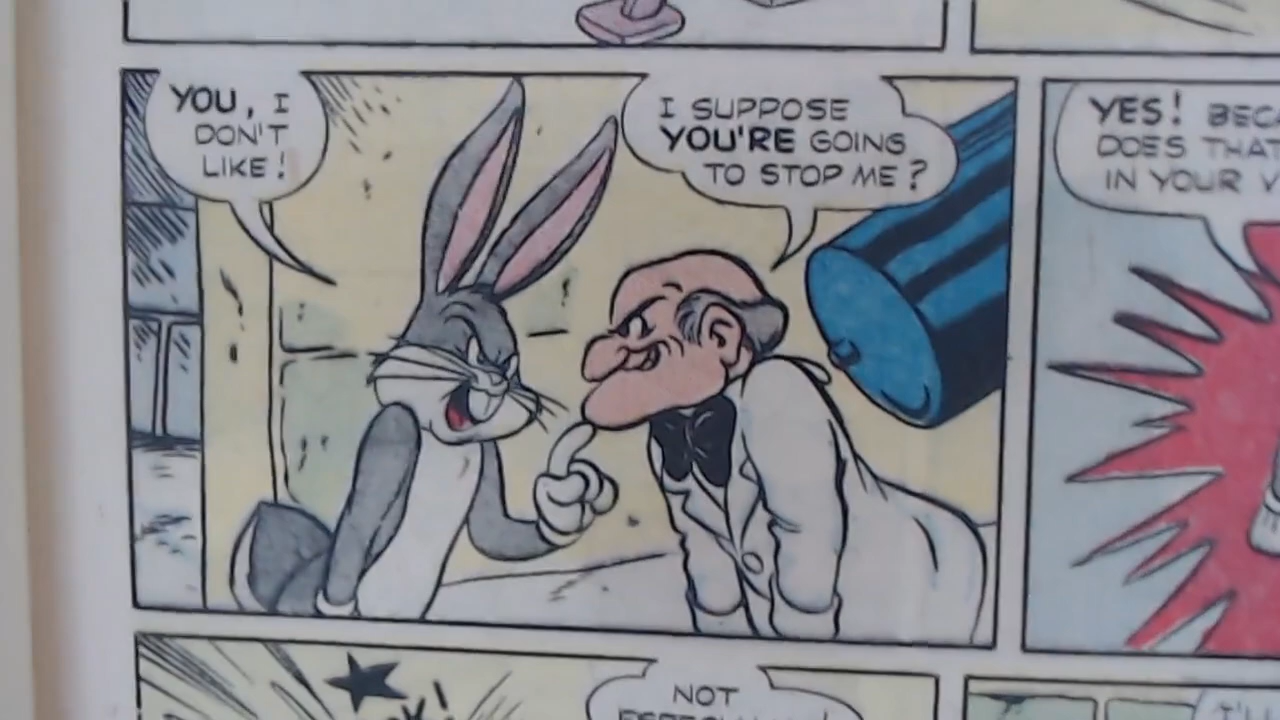 YOU, I
DON'T
LIKE!
I SUPPOSE
YOU'RE GOING
TO STOP ME?
YES!
DOES THAT
IN YOUR
NOT